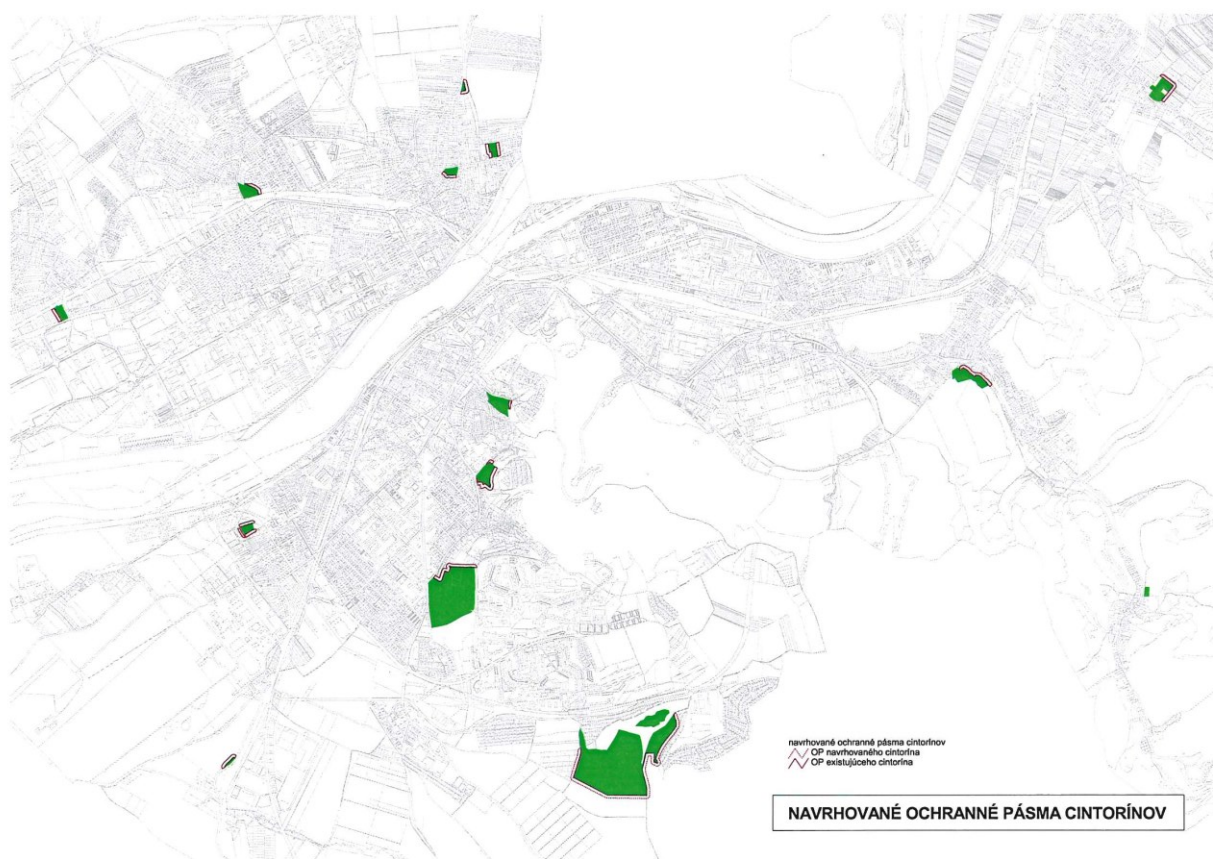 navrhované ochranné pásma cintorínov
OP navrhovaného cintorína
OP existujúceho cintorína
NAVRHOVANÉ OCHRANNÉ PÁSMA CINTORÍNOV